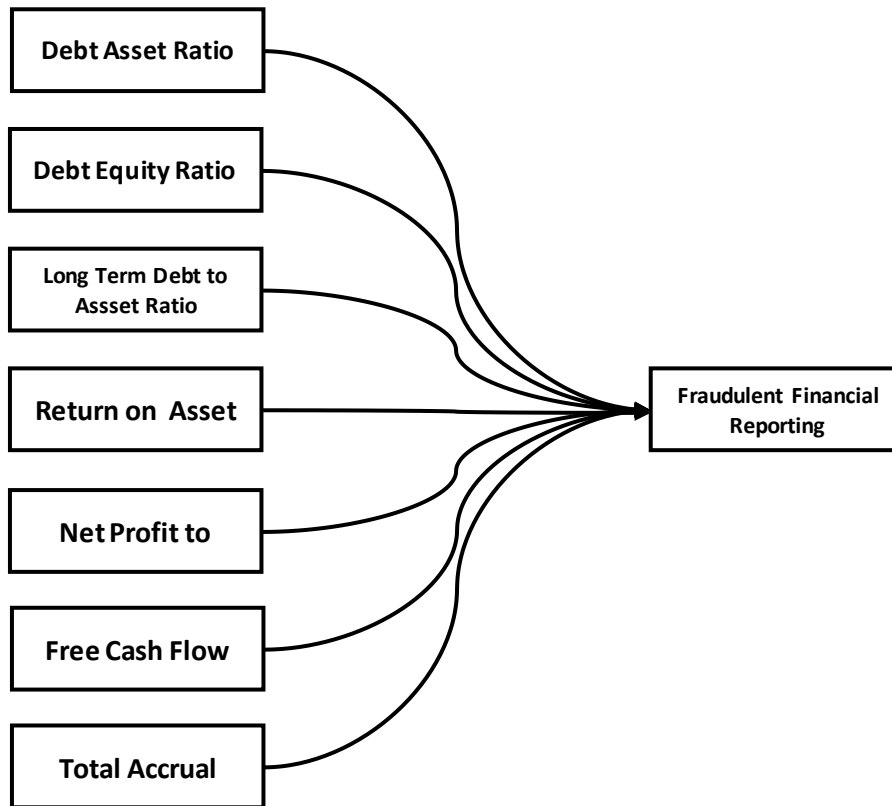 Debt Asset Ratio
Debt Equity Ratio
Long Term Debt to
Assset Ratio
Return on Asset
Net Profit to
Free Cash Flow
Total Accrual
Fraudulent Financial
Reporting